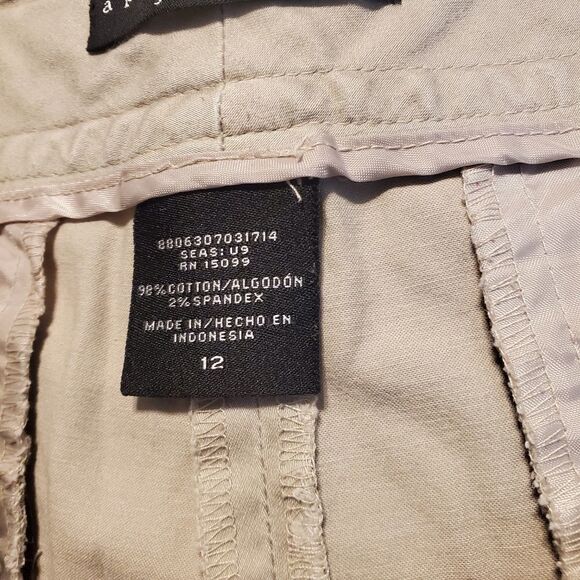 8806307031714
SEAS: U9
RN 15099
98% COTTON/ALGODÓN
2% SPANDEX
MADE IN/HECHO EN
INDONESIA
12